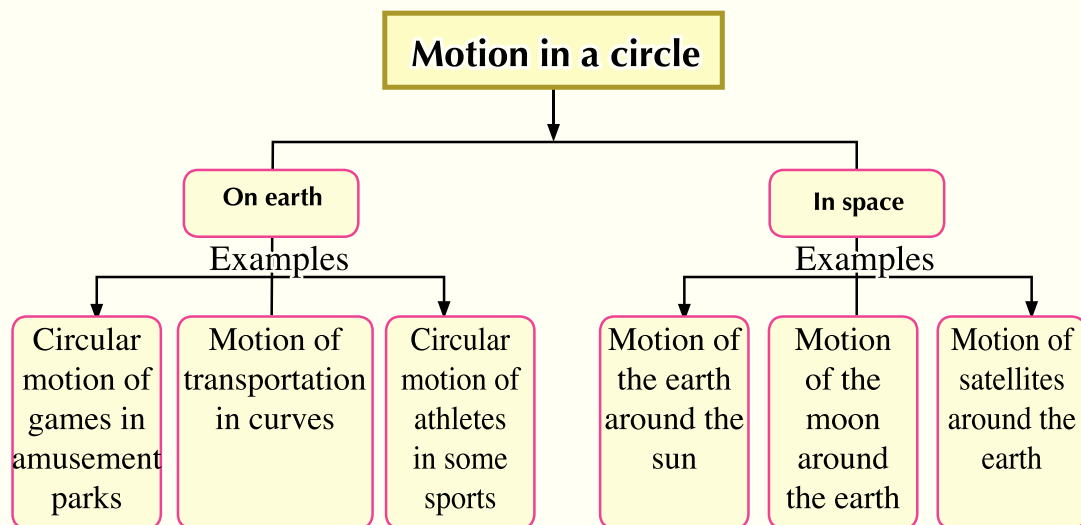 Motion in a circle
On earth
In space
Examples
Examples
Circular
motion of
games in
amusement
parks
Motion of
transportation
in curves
Circular
motion of
athletes
in some
sports
Motion of
the earth
around the
sun
Motion
of the
moon
around
the earth
Motion of
satellites
around the
earth